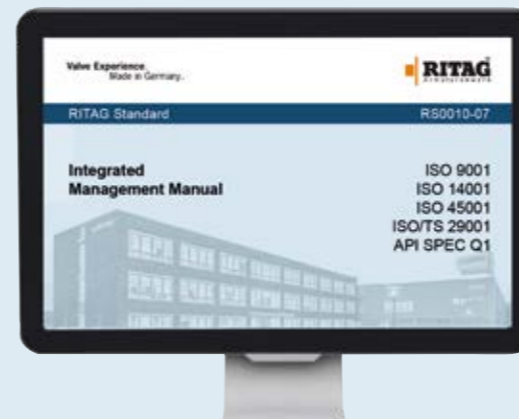 Valve Experience.
Made in Germany.
RITAG
RITAG Standard RS0010-07
Integrated
Management Manual
ISO 9001
ISO 14001
ISO 45001
ISO/TS 29001
API SPEC Q1